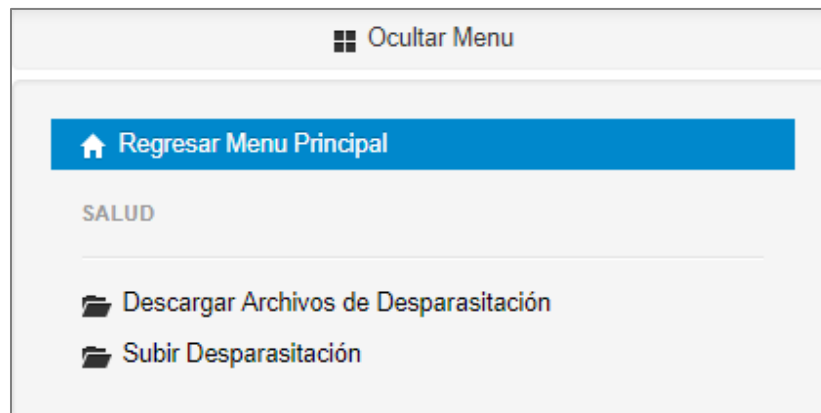 Ocultar Menu
Regresar Menu Principal
SALUD
Descargar Archivos de Desparasitación
Subir Desparasitación